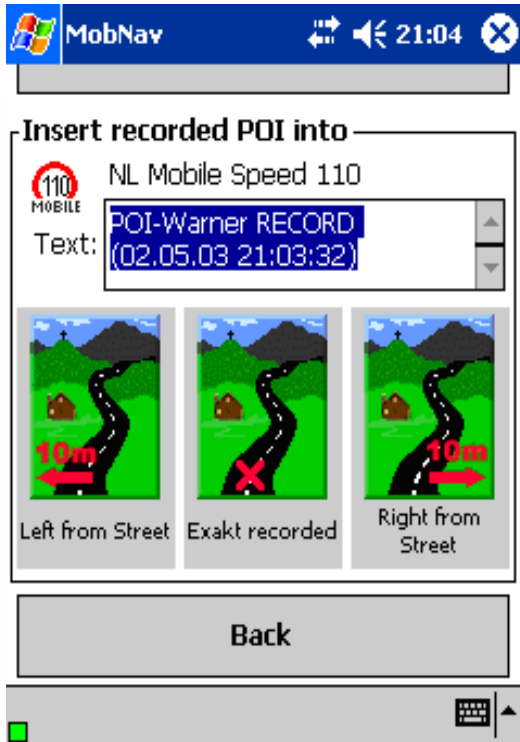 MobNav
21:04
Insert recorded POI into
110
MOBILE
NL Mobile Speed 110
Text:
POI-Warner RECORD
(02.05.03 21:03:32)
10m
Left from Street
Exakt recorded
10m
Right from
Street
Back